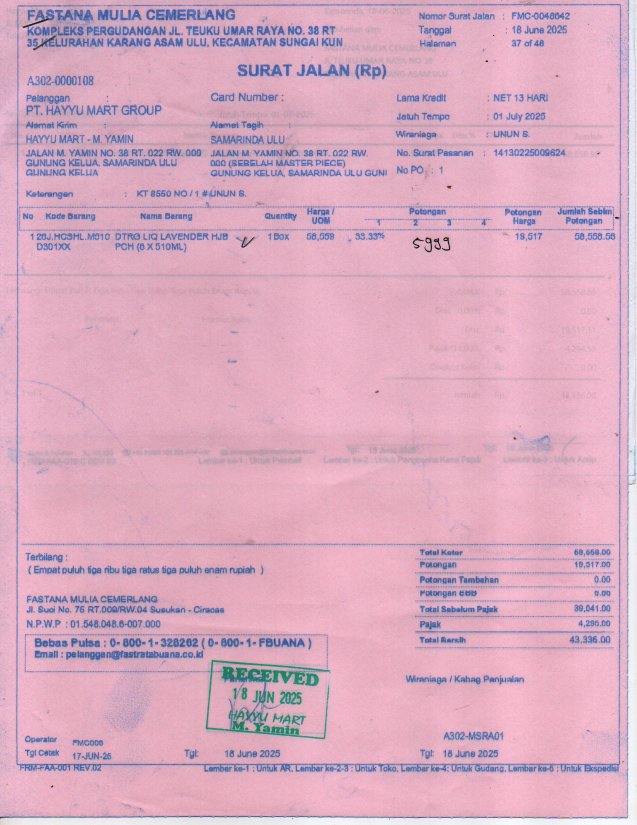 FASTANA MULIA CEMERLANG
KOMPLEKS PERGUDANGAN JL. TEUKU UMAR RAYA NO. 38 RT
35 KELURAHAN KARANG ASAM ULU, KECAMATAN SUNGAI KUN
Nomor Surat Jalan : FMC-0048642
Tanggal : 18 June 2025
Halaman : 37 of 48
SURAT JALAN (Rp)
A302-0000108
Pelanggan :
PT. HAYYU MART GROUP
Card Number :
Lama Kredit : NET 13 HARI
Jatuh Tempo : 01 July 2025
Alamat Kirim :
HAYYU MART - M. YAMIN
JALAN M. YAMIN NO. 38 RT. 022 RW. 000
GUNUNG KELUA, SAMARINDA ULU
GUNUNG KELUA
Alamat Tagih :
SAMARINDA ULU
JALAN M. YAMIN NO. 38 RT. 022 RW.
000 (SEBELAH MASTER PIECE)
GUNUNG KELUA, SAMARINDA ULU GUNI
Wiraniaga : UNUN S.
No. Surat Pesanan : 14130225009624
No PO : 1
Keterangan : KT 8550 NO / 1 # UNUN S.
No Kode Barang Nama Barang Quantity Harga / UOM Potongan 1 2 3 4 Potongan Harga Jumlah Seblm Potongan
1 DTRG LIQ LAVENDER HJB 1 Box 58,559 33.33% 5999 19,517 58,558.56
D301XX PCH (6 X 510ML)
Terbilang :
( Empat puluh tiga ribu tiga ratus tiga puluh enam rupiah )
FASTANA MULIA CEMERLANG
Jl. Suci No. 75 RT.009/RW.04 Susukan - Ciracas
N.P.W.P : 01.548.048.6-007.000
Bebas Pulsa : 0- 800- 1- 328262 ( 0- 800- 1- FBUANA )
Email : pelanggan@fastratabuana.co.id
Total Kotor 58,558.00
Potongan 19,517.00
Potongan Tambahan 0.00
Potongan CBD 0.00
Total Sebelum Pajak 39,041.00
Pajak 4,295.00
Total Bersih 43,336.00
RECEIVED
18 JUN 2025
HAYYU MART
M. Yamin
Wiraniaga / Kabag Penjualan
A302-MSRA01
Operator FMC006
Tgl Cetak 17-JUN-25
Tgl: 18 June 2025
Tgl: 18 June 2025
FRM-FAA-001 REV.02
Lembar ke-1 : Untuk AR, Lembar ke-2-3 : Untuk Toko, Lembar ke-4: Untuk Gudang, Lembar ke-5 : Untuk Ekspedisi